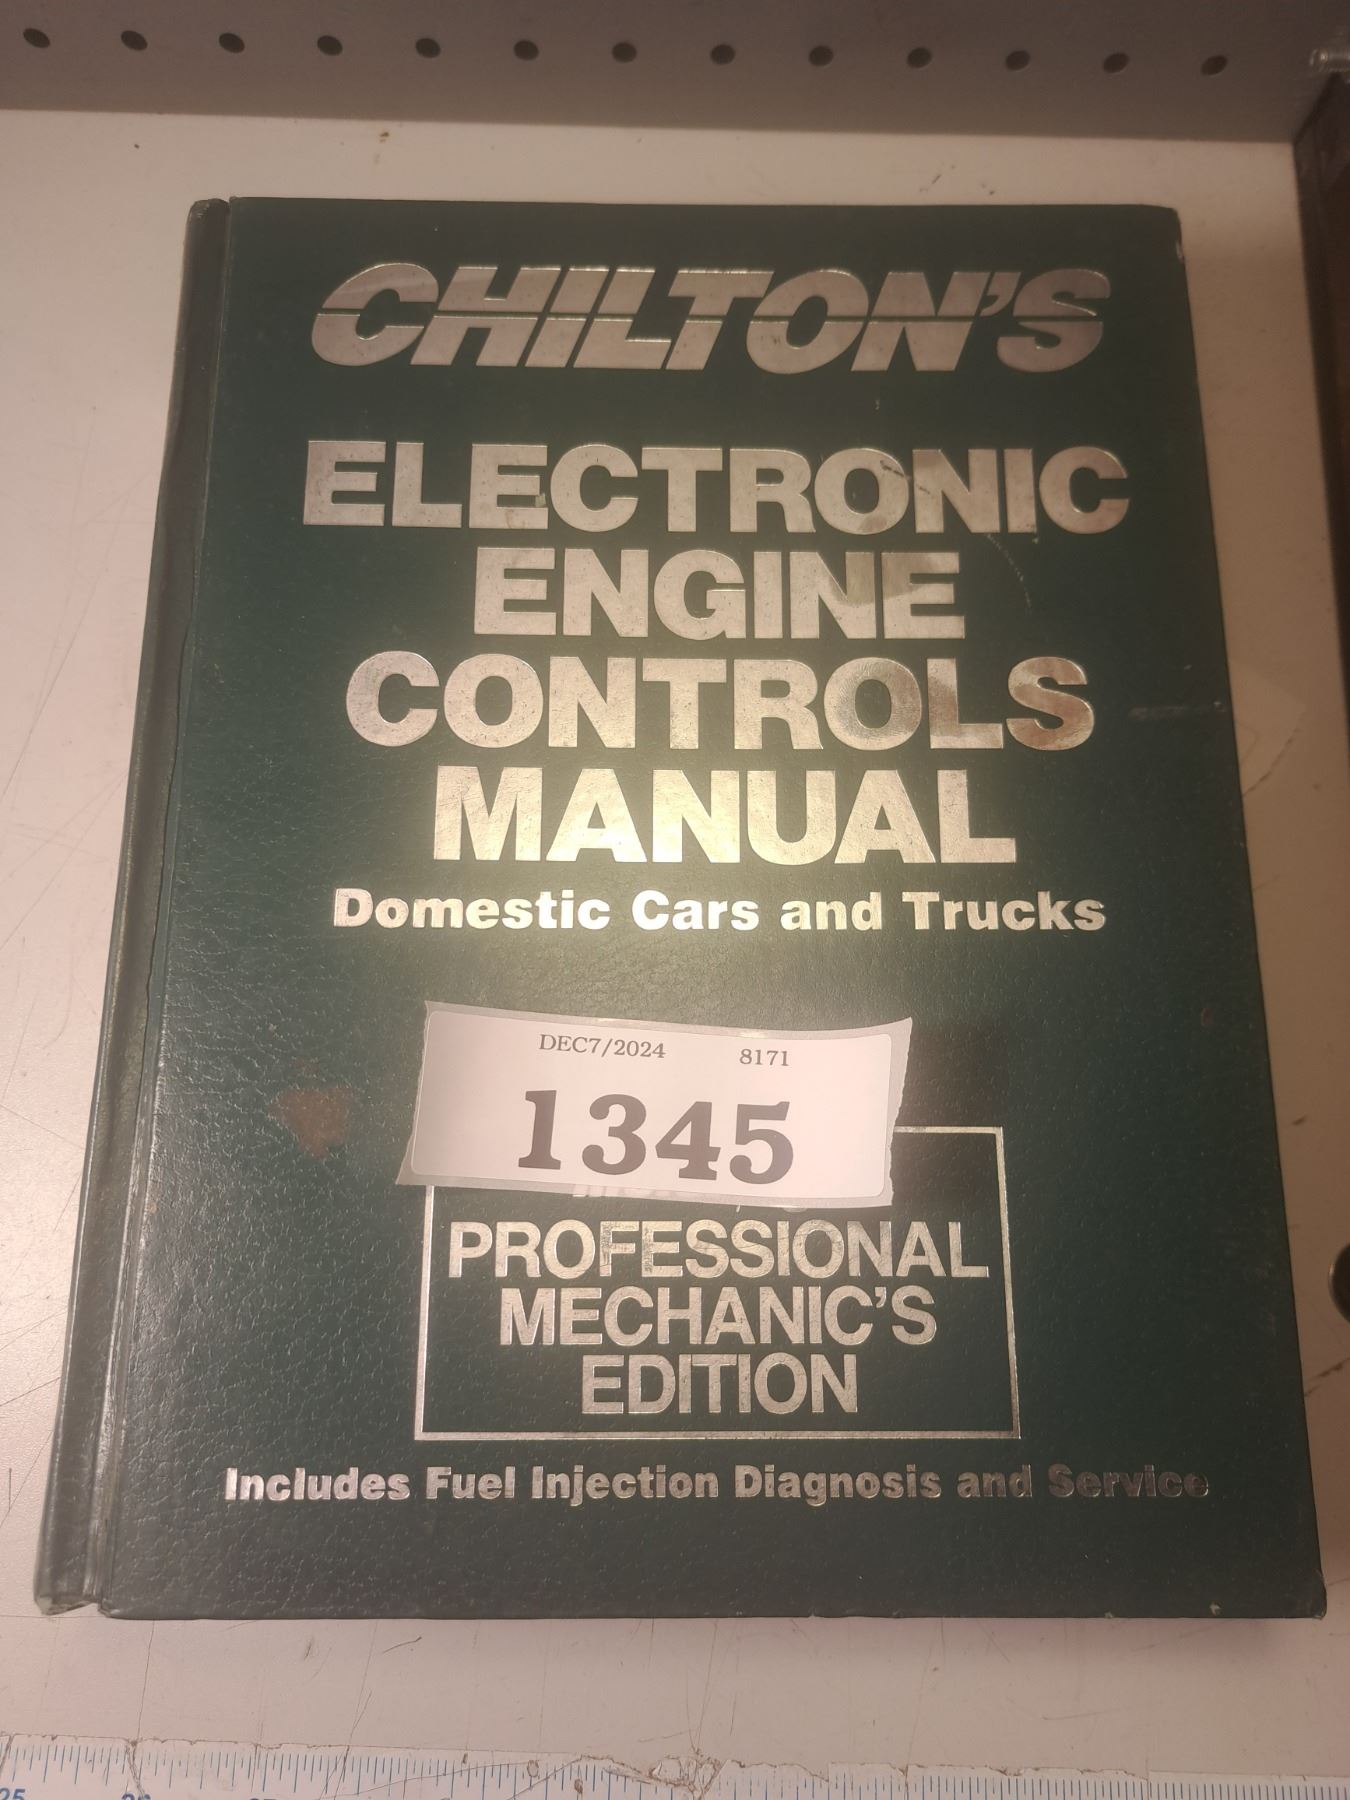 CHILTON'S
ELECTRONIC
ENGINE
CONTROLS
MANUAL
Domestic Cars and Trucks
DEC7/2024 8171
1345
PROFESSIONAL
MECHANIC'S
EDITION
Includes Fuel Injection Diagnosis and Service
25